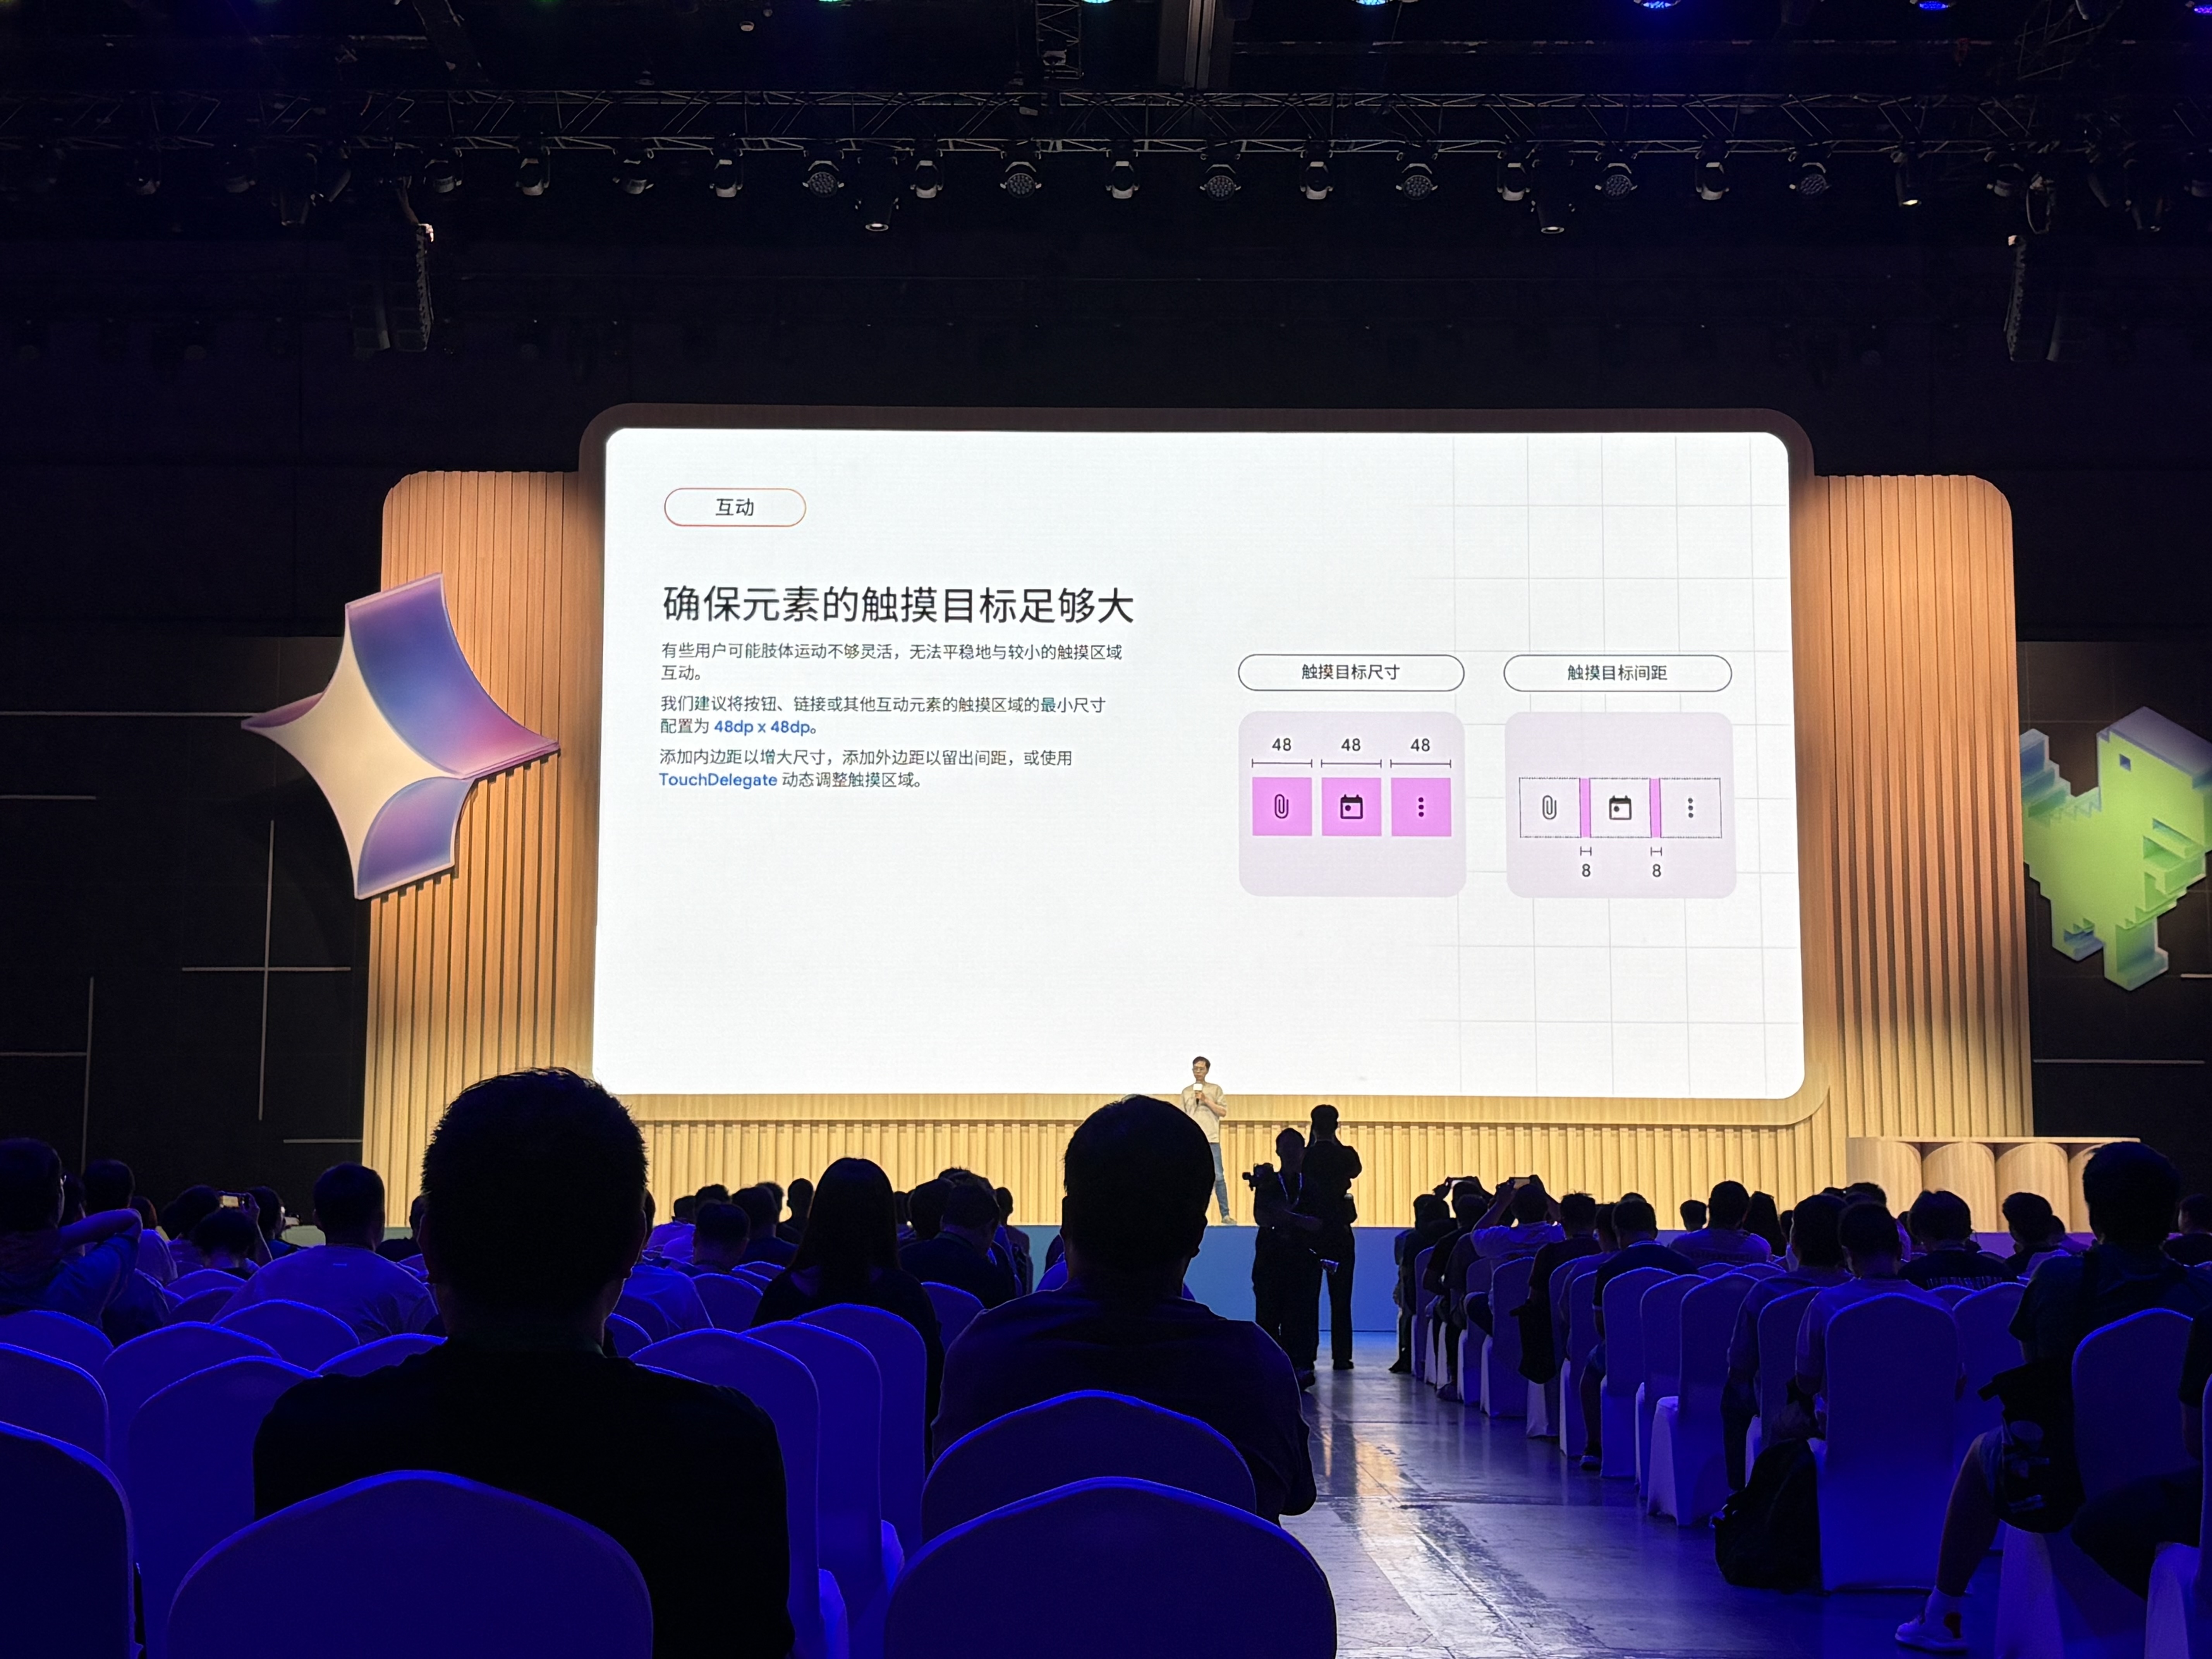 互动
确保元素的触摸目标足够大
有些用户可能肢体运动不够灵活，无法平稳地与较小的触摸区域
互动。
我们建议将按钮、链接或其他互动元素的触摸区域的最小尺寸
配置为 48dp x 48dp。
添加内边距以增大尺寸，添加外边距以留出间距，或使用
TouchDelegate 动态调整触摸区域。
触摸目标尺寸
48 48 48
触摸目标间距
8 8